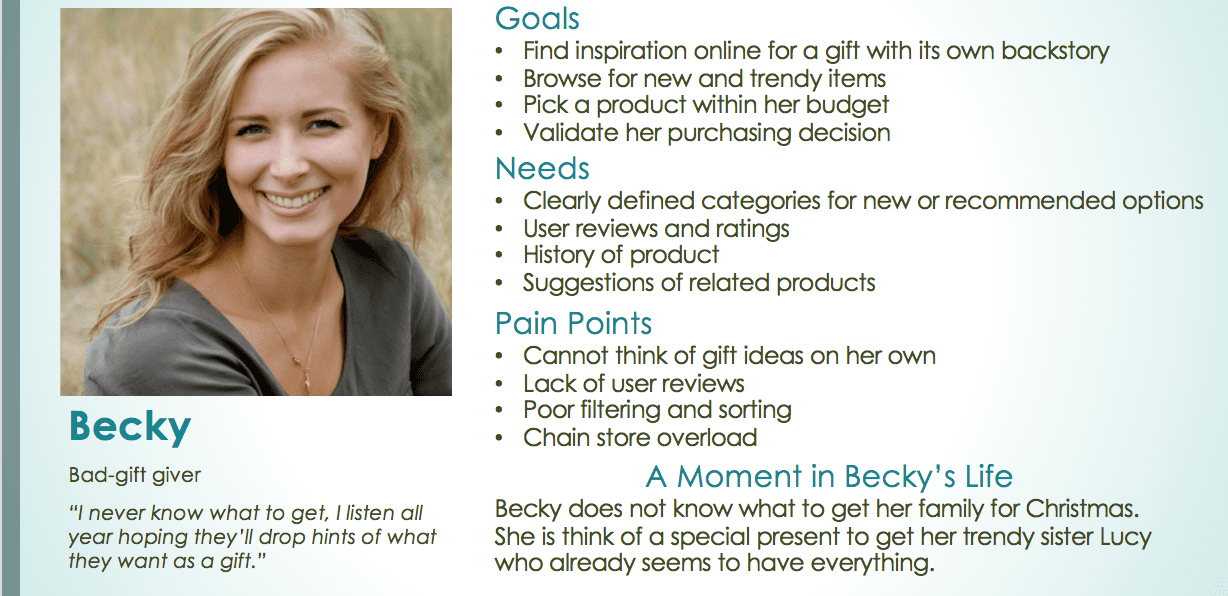 Goals
• Find inspiration online for a gift with its own backstory
• Browse for new and trendy items
• Pick a product within her budget
• Validate her purchasing decision
Needs
• Clearly defined categories for new or recommended options
• User reviews and ratings
• History of product
• Suggestions of related products
Pain Points
• Cannot think of gift ideas on her own
• Lack of user reviews
• Poor filtering and sorting
• Chain store overload
Becky
Bad-gift giver
“I never know what to get, I listen all
year hoping they’ll drop hints of what
they want as a gift.”
A Moment in Becky’s Life
Becky does not know what to get her family for Christmas.
She is think of a special present to get her trendy sister Lucy
who already seems to have everything.